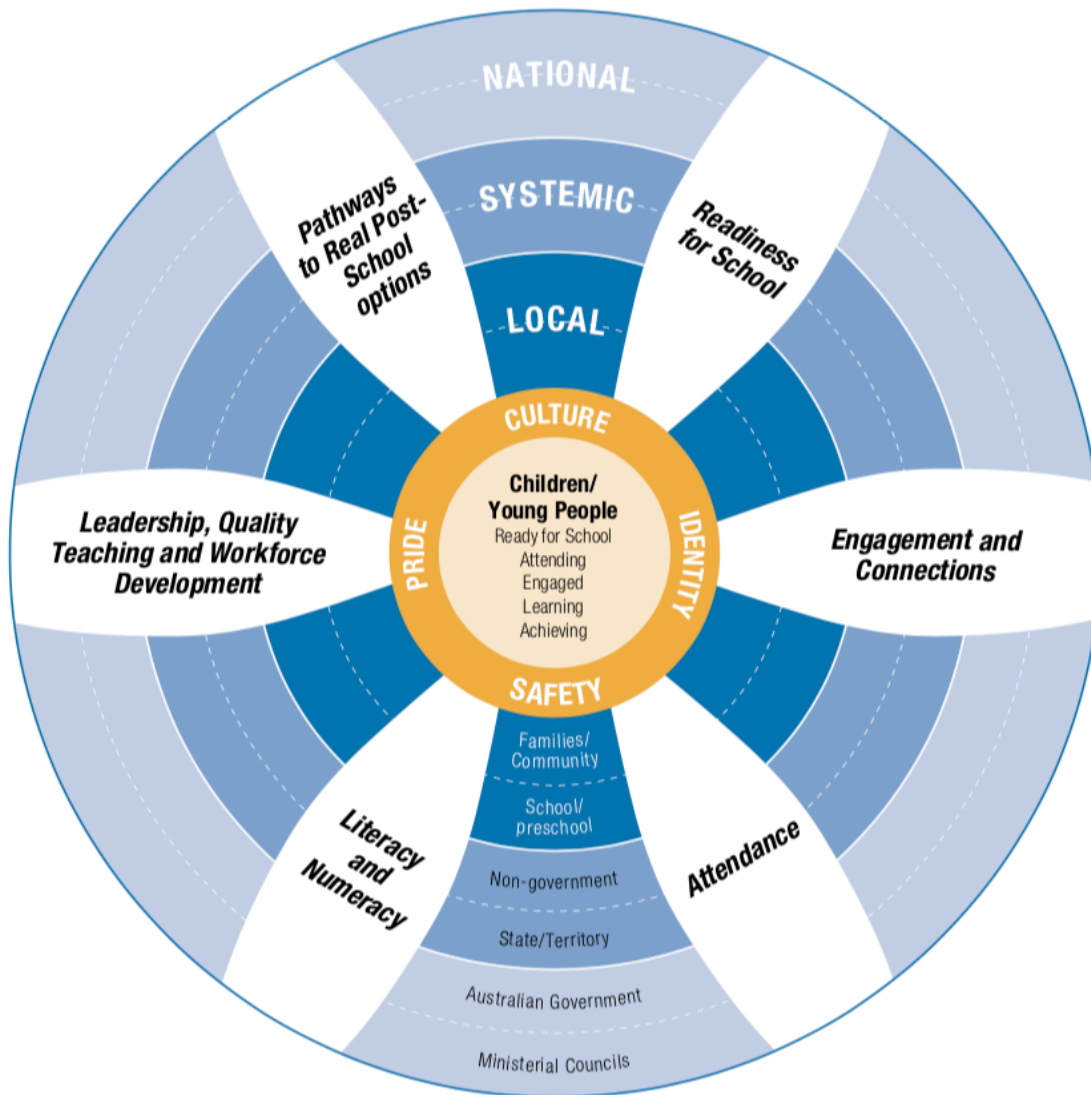 NATIONAL
SYSTEMIC
LOCAL
Pathways
to Real Post-
School
options
Readiness
for School
Leadership, Quality
Teaching and Workforce
Development
CULTURE
PRIDE
Children/
Young People
Ready for School
Attending
Engaged
Learning
Achieving
IDENTITY
SAFETY
Engagement and
Connections
Literacy
and
Numeracy
Families/
Community
School/
preschool
Non-government
State/Territory
Australian Government
Ministerial Councils
Attendance